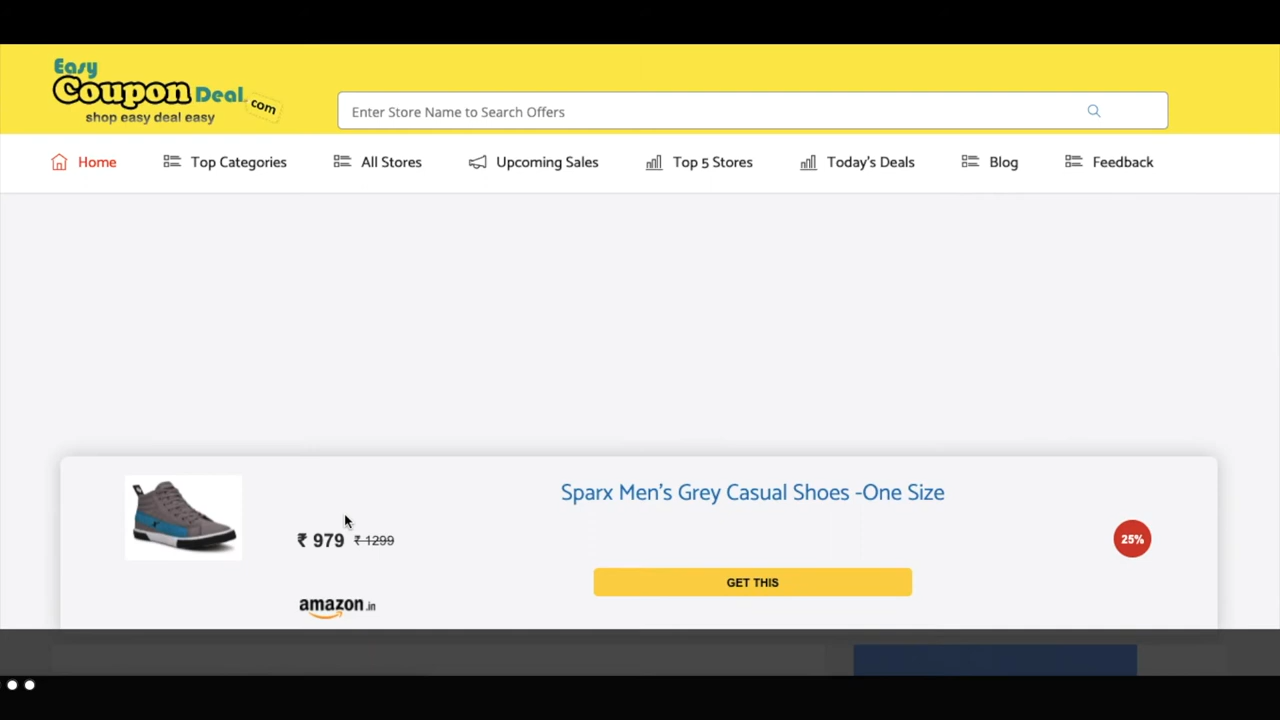 Easy
Coupon Deal.com
shop easy deal easy
Enter Store Name to Search Offers
Home Top Categories All Stores Upcoming Sales Top 5 Stores Today's Deals Blog Feedback
Sparx Men's Grey Casual Shoes -One Size
₹ 979 ₹ 1299
25%
GET THIS
amazon.in